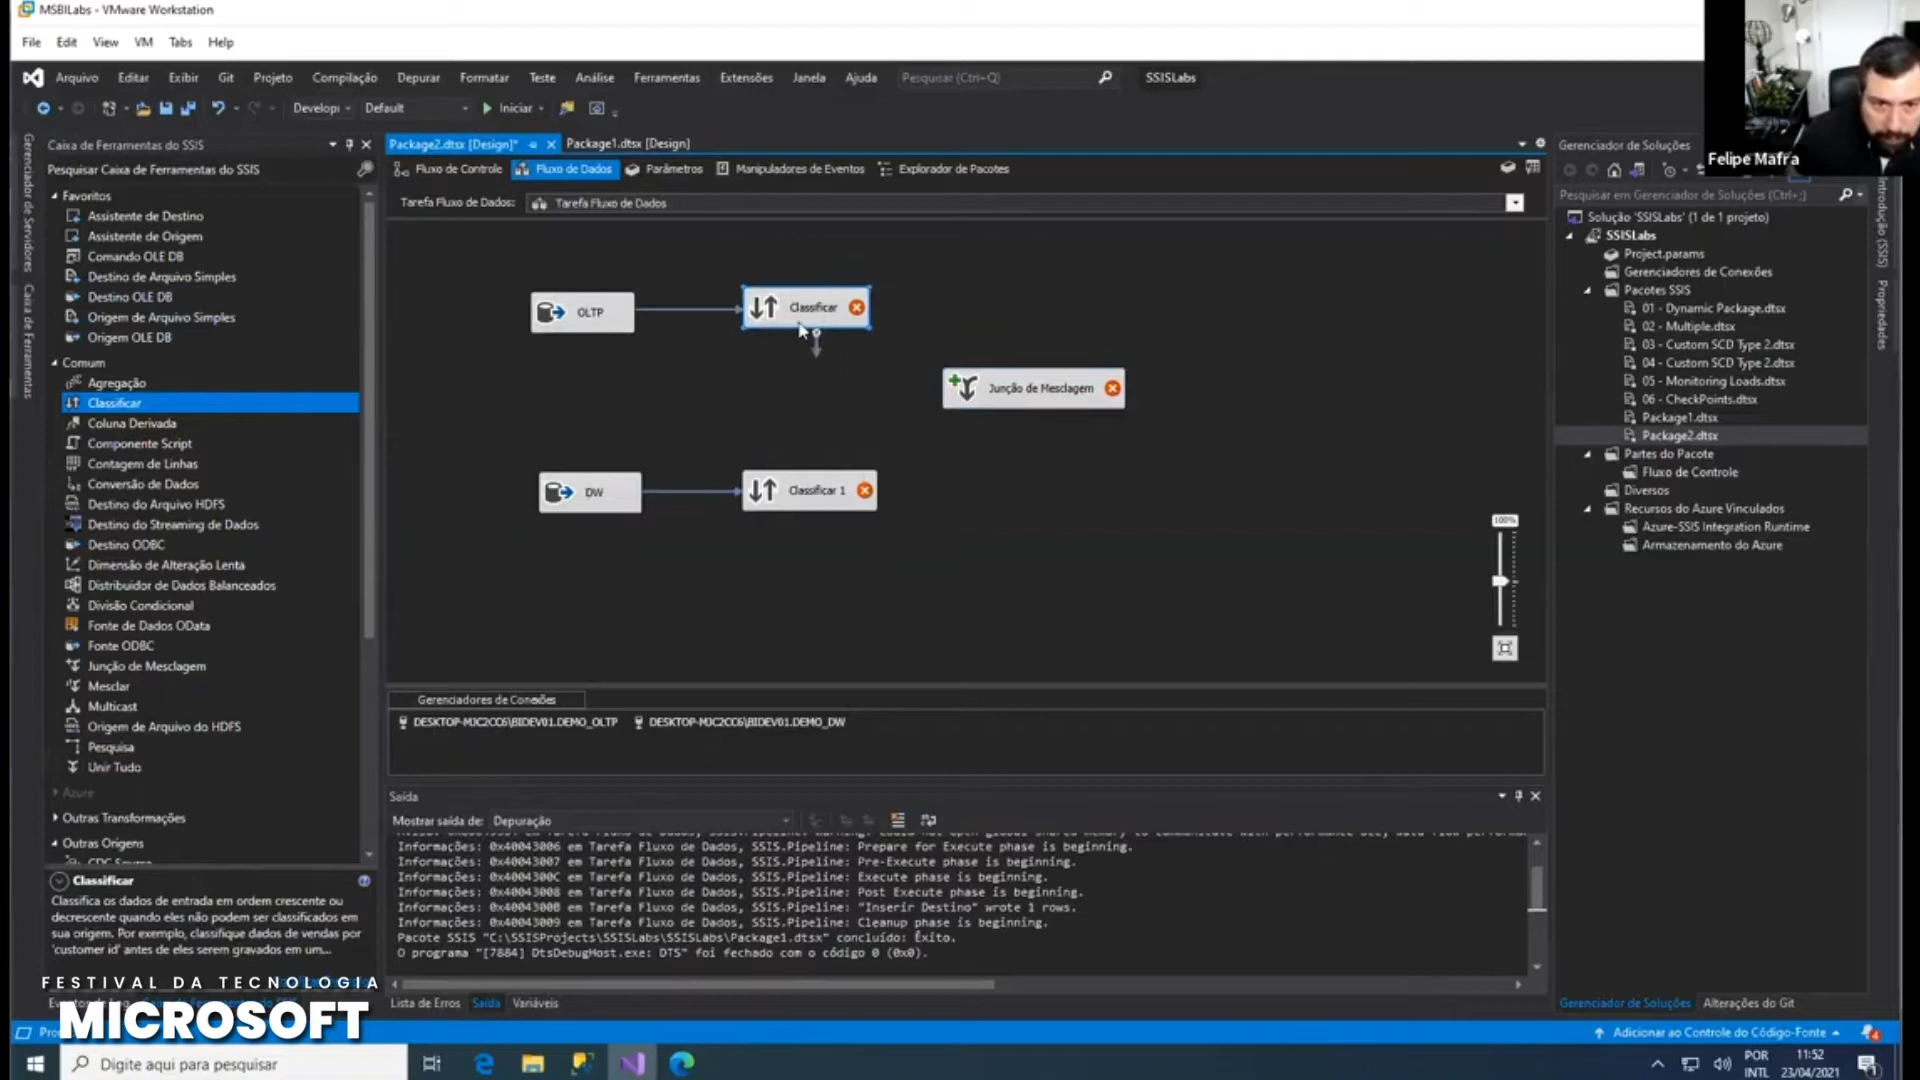 MSBILabs - VMware Workstation
File Edit View VM Tabs Help
Arquivo Editar Exibir Git Projeto Compilação Depurar Formatar Teste Análise Ferramentas Extensões Janela Ajuda Pesquisar (Ctrl+Q) SSISLabs
Developi Default Iniciar
Felipe Mafra
Gerenciador de Servidores
Caixa de Ferramentas
Caixa de Ferramentas do SSIS
Pesquisar Caixa de Ferramentas do SSIS
Favoritos
Assistente de Destino
Assistente de Origem
Comando OLE DB
Destino de Arquivo Simples
Destino OLE DB
Origem de Arquivo Simples
Origem OLE DB
Comum
Agregação
Classificar
Coluna Derivada
Componente Script
Contagem de Linhas
Conversão de Dados
Destino do Arquivo HDFS
Destino do Streaming de Dados
Destino ODBC
Dimensão de Alteração Lenta
Distribuidor de Dados Balanceados
Divisão Condicional
Fonte de Dados OData
Fonte ODBC
Junção de Mesclagem
Mesclar
Multicast
Origem de Arquivo do HDFS
Pesquisa
Unir Tudo
Azure
Outras Transformações
Outras Origens
CDC Source
Classificar
Classifica os dados de entrada em ordem crescente ou
decrescente quando eles não podem ser classificados em
sua origem. Por exemplo, classifique dados de vendas por
'customer id' antes de eles serem gravados em um...
Package2.dtsx [Design]* Package1.dtsx [Design]
Fluxo de Controle Fluxo de Dados Parâmetros Manipuladores de Eventos Explorador de Pacotes
Tarefa Fluxo de Dados: Tarefa Fluxo de Dados
OLTP
Classificar
Junção de Mesclagem
DW
Classificar 1
100%
Gerenciadores de Conexões
DESKTOP-MJC2CC6\BIDEV01.DEMO_OLTP DESKTOP-MJC2CC6\BIDEV01.DEMO_DW
Saída
Mostrar saída de: Depuração
Informações: 0x40043006 em Tarefa Fluxo de Dados, SSIS.Pipeline: Prepare for Execute phase is beginning.
Informações: 0x40043007 em Tarefa Fluxo de Dados, SSIS.Pipeline: Pre-Execute phase is beginning.
Informações: 0x4004300C em Tarefa Fluxo de Dados, SSIS.Pipeline: Execute phase is beginning.
Informações: 0x40043008 em Tarefa Fluxo de Dados, SSIS.Pipeline: Post Execute phase is beginning.
Informações: 0x4004300B em Tarefa Fluxo de Dados, SSIS.Pipeline: "Inserir Destino" wrote 1 rows.
Informações: 0x40043009 em Tarefa Fluxo de Dados, SSIS.Pipeline: Cleanup phase is beginning.
Pacote SSIS "C:\SSISProjects\SSISLabs\SSISLabs\Package1.dtsx" concluído: Êxito.
O programa "[7884] DtsDebugHost.exe: DTS" foi fechado com o código 0 (0x0).
Lista de Erros Saída Variáveis
Gerenciador de Soluções
Pesquisar em Gerenciador de Soluções (Ctrl+;)
Solução 'SSISLabs' (1 de 1 projeto)
SSISLabs
Project.params
Gerenciadores de Conexões
Pacotes SSIS
01 - Dynamic Package.dtsx
02 - Multiple.dtsx
03 - Custom SCD Type 2.dtsx
04 - Custom SCD Type 2.dtsx
05 - Monitoring Loads.dtsx
06 - CheckPoints.dtsx
Package1.dtsx
Package2.dtsx
Partes do Pacote
Fluxo de Controle
Diversos
Recursos do Azure Vinculados
Azure-SSIS Integration Runtime
Armazenamento do Azure
Introdução (SSIS)
Propriedades
Gerenciador de Soluções Alterações do Git
FESTIVAL DA TECNOLOGIA
MICROSOFT
Adicionar ao Controle do Código-Fonte
Digite aqui para pesquisar
POR
INTL
11:52
23/04/2021